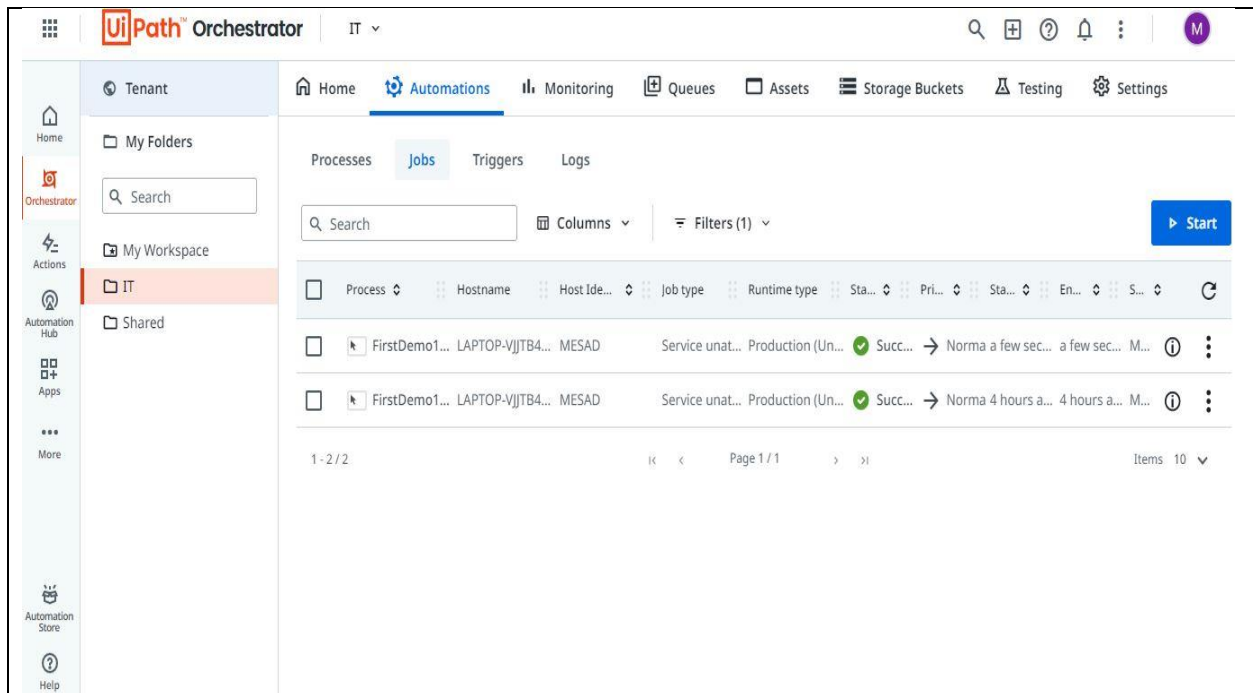 UiPath™ Orchestrator IT M
Tenant Home Automations Monitoring Queues Assets Storage Buckets Testing Settings
Home
My Folders
Processes Jobs Triggers Logs
Orchestrator
Search
Search Columns Filters (1) Start
Actions
My Workspace
IT
Process Hostname Host Ide... Job type Runtime type Sta... Pri... Sta... En... S...
Automation
Hub
Shared
FirstDemo1... LAPTOP-VJJTB4... MESAD Service unat... Production (Un... Succ... Norma a few sec... a few sec... M...
Apps
FirstDemo1... LAPTOP-VJJTB4... MESAD Service unat... Production (Un... Succ... Norma 4 hours a... 4 hours a... M...
More
1 - 2 / 2 Page 1 / 1 Items 10
Automation
Store
Help